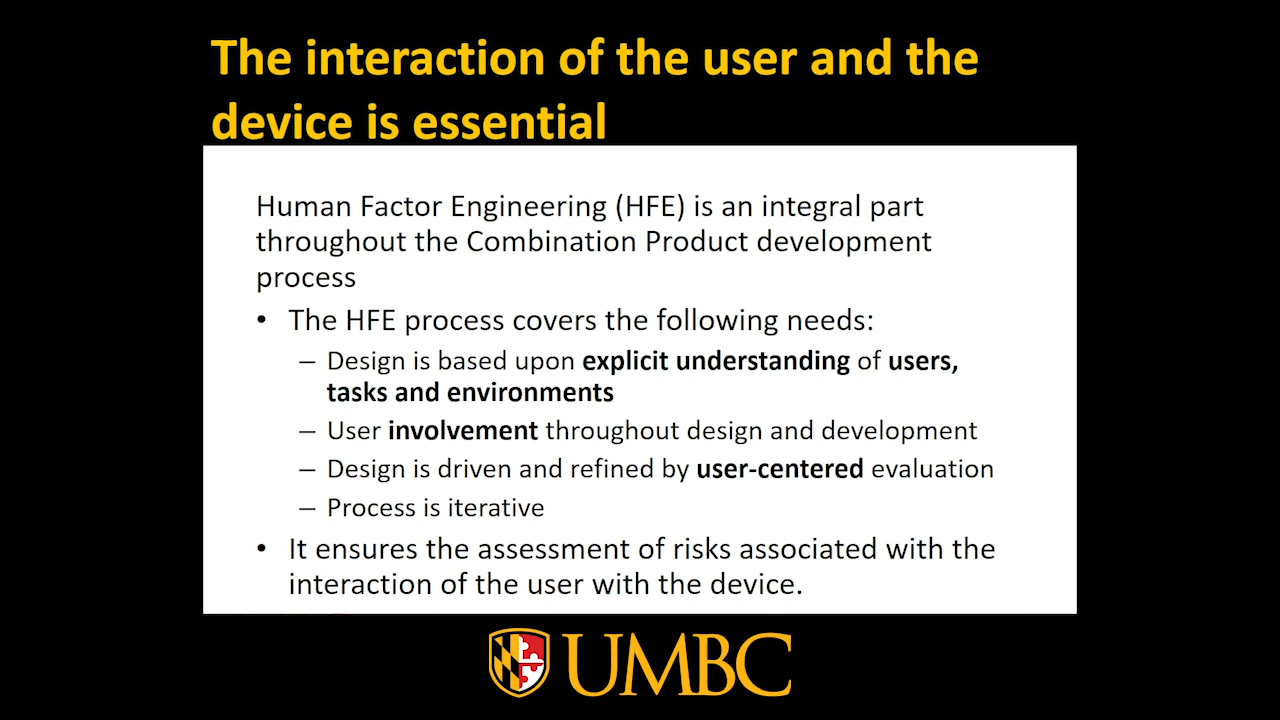 The interaction of the user and the
device is essential
Human Factor Engineering (HFE) is an integral part
throughout the Combination Product development
process
• The HFE process covers the following needs:
– Design is based upon explicit understanding of users,
tasks and environments
– User involvement throughout design and development
– Design is driven and refined by user-centered evaluation
– Process is iterative
• It ensures the assessment of risks associated with the
interaction of the user with the device.
UMBC